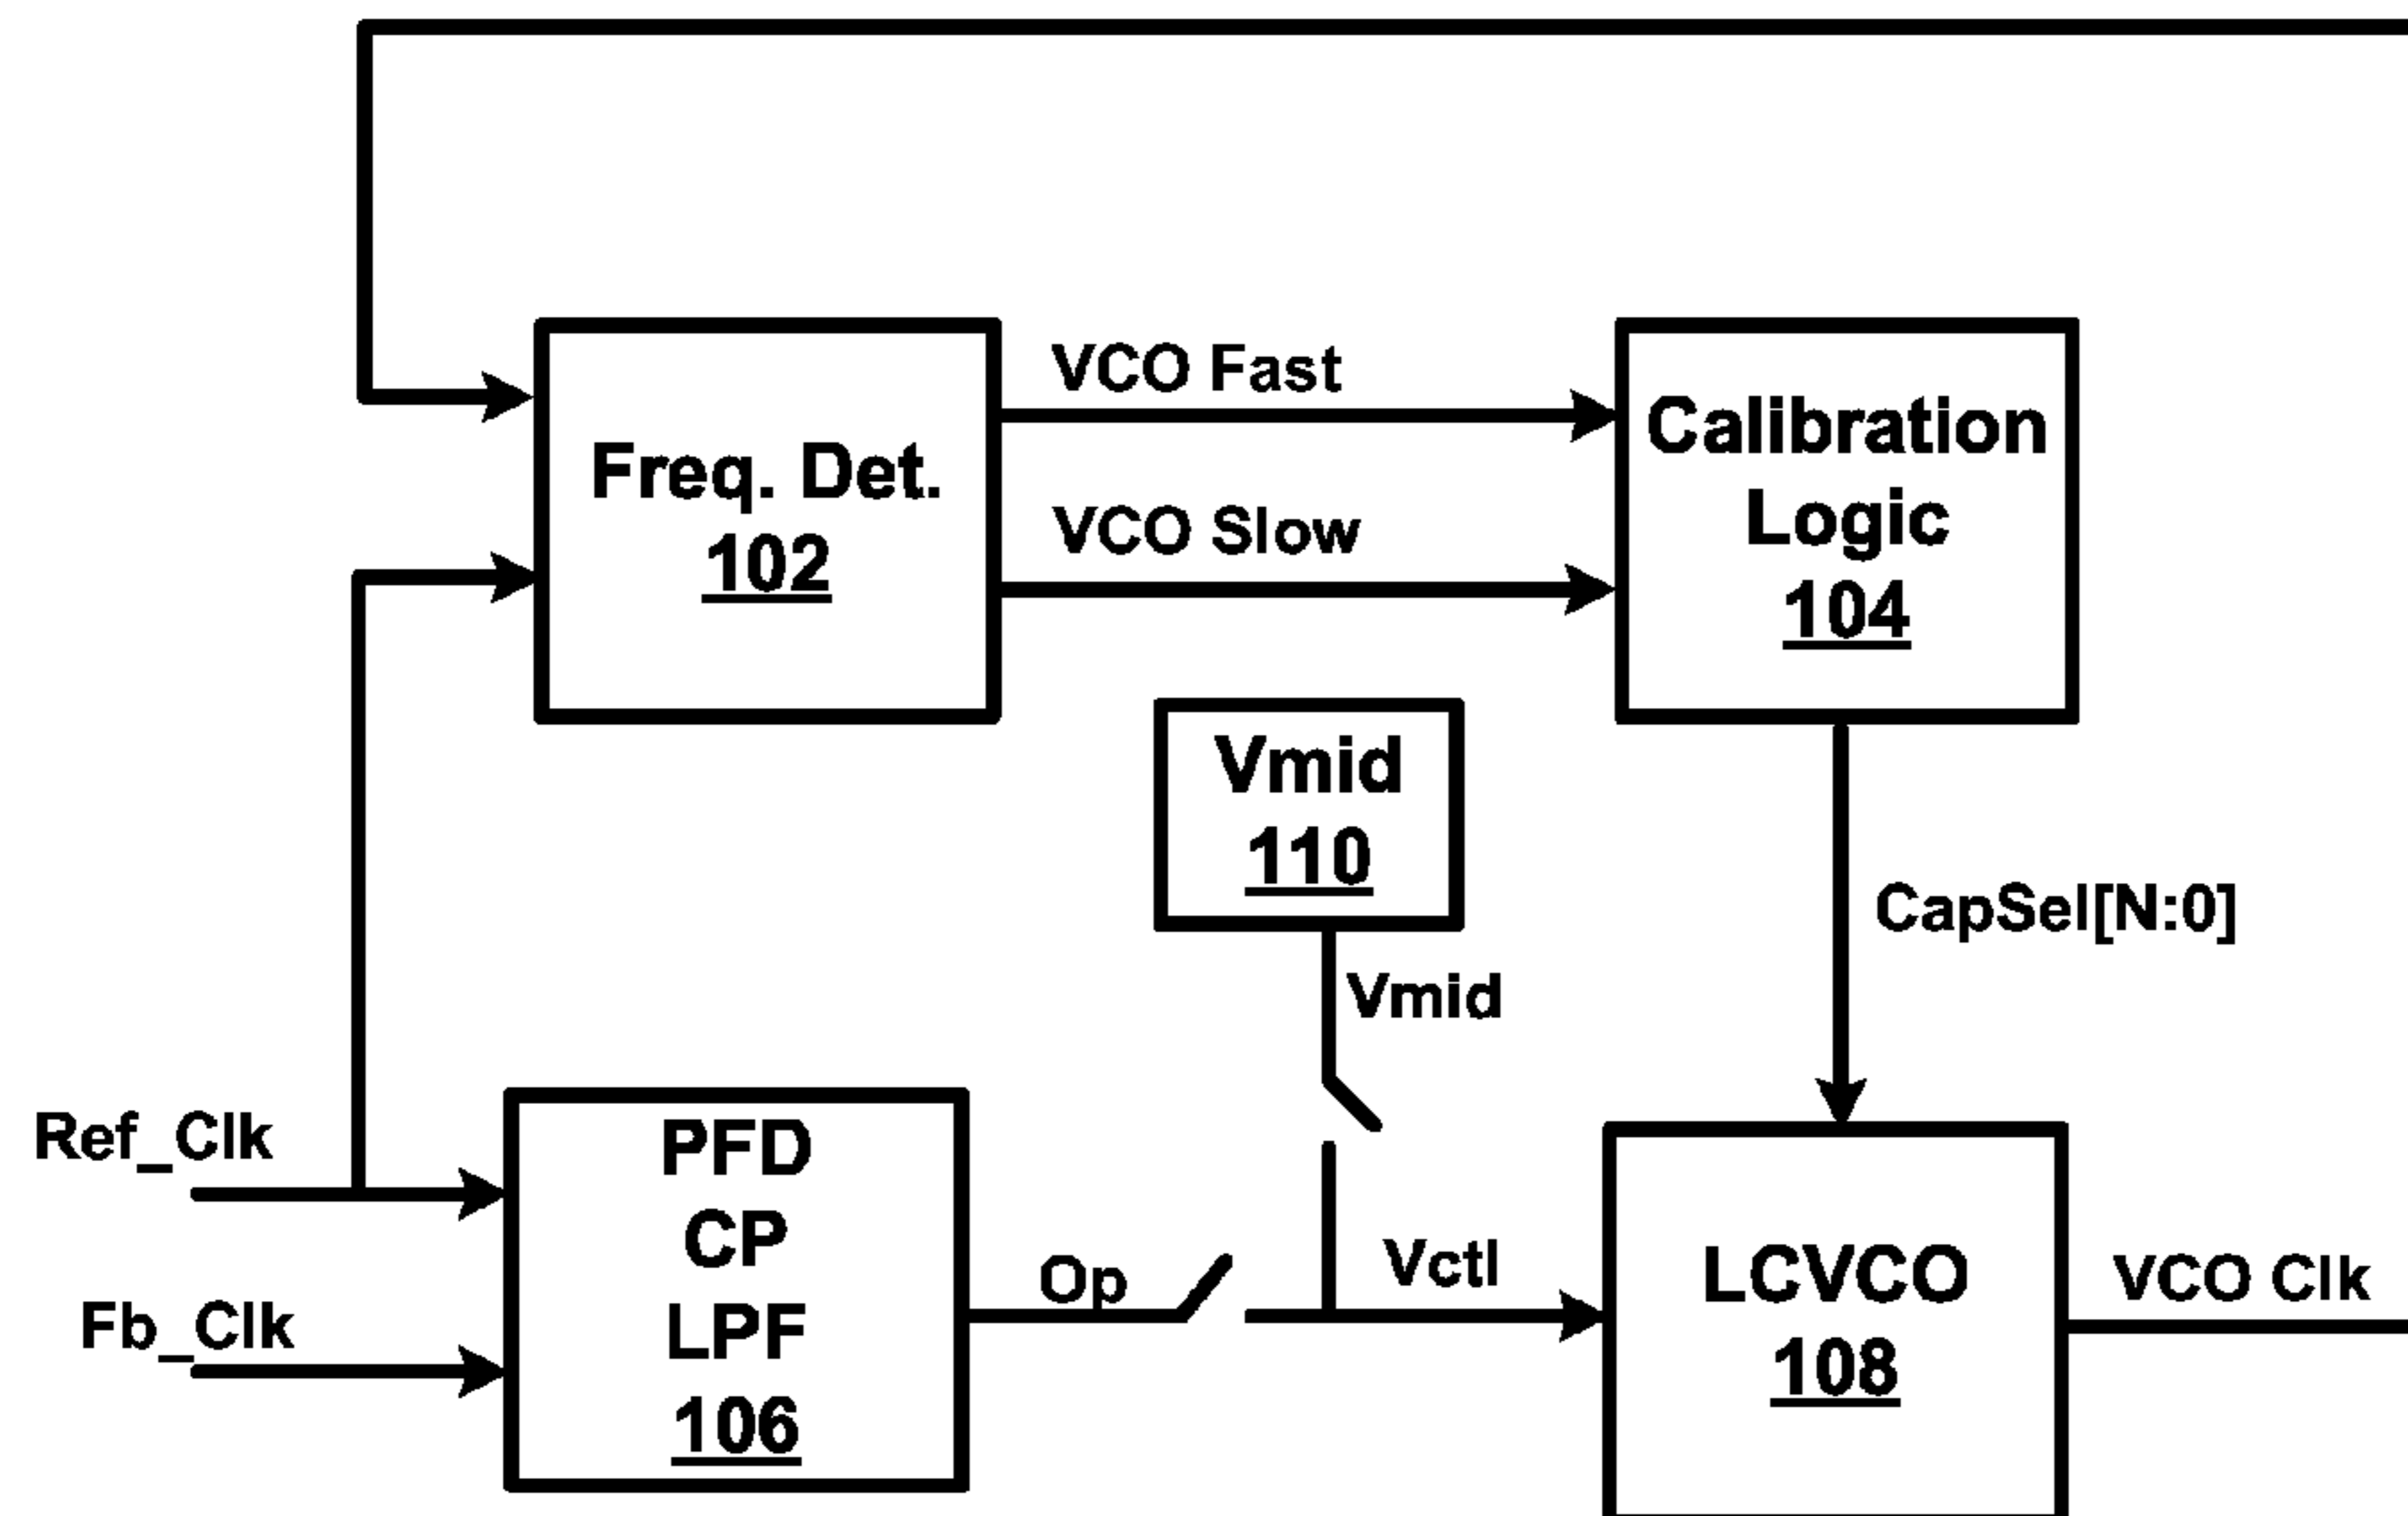 VCO Fast
Freq. Det.
102
VCO Slow
Calibration
Logic
104
Vmid
110
CapSel[N:0]
Vmid
Ref_Clk
Fb_Clk
PFD
CP
LPF
106
Op
Vctl
LCVCO
108
VCO Clk